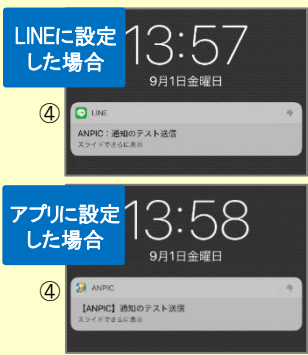 LINEに設定
した場合
13:57
9月1日金曜日
④
LINE
今
ANPIC：通知のテスト送信
スライドでさらに表示
アプリに設定
した場合
13:58
9月1日金曜日
④
ANPIC
今
【ANPIC】通知のテスト送信
スライドでさらに表示